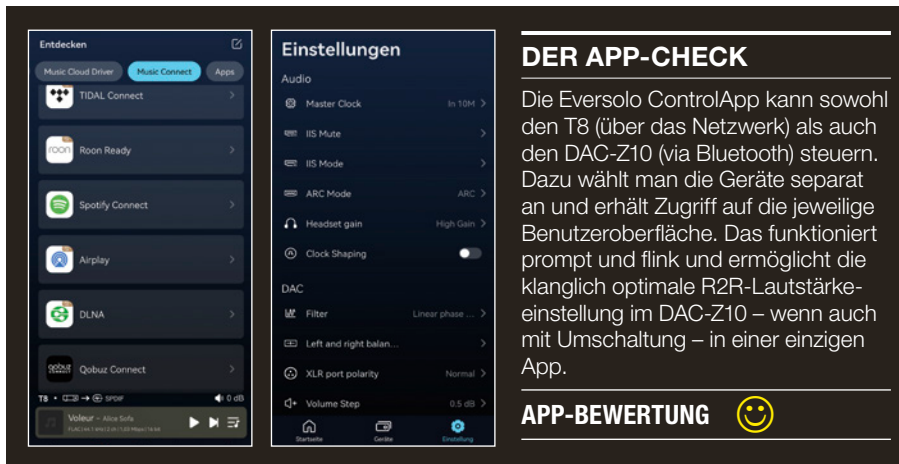 Entdecken
Music Cloud Driver
Music Connect
Apps
TIDAL Connect
roon
Roon Ready
Spotify Connect
Airplay
DLNA
qobuz
Qobuz Connect
T8
SPDIF
0 dB
Voleur – Alice Sofa
Einstellungen
Audio
Master Clock
In 10M
IIS Mute
IIS Mode
ARC Mode
ARC
Headset gain
High Gain
Clock Shaping
DAC
Filter
Linear phase ...
Left and right balan...
XLR port polarity
Normal
Volume Step
0.5 dB
Startseite
Geräte
Einstellung
DER APP-CHECK
Die Eversolo ControlApp kann sowohl
den T8 (über das Netzwerk) als auch
den DAC-Z10 (via Bluetooth) steuern.
Dazu wählt man die Geräte separat
an und erhält Zugriff auf die jeweilige
Benutzeroberfläche. Das funktioniert
prompt und flink und ermöglicht die
klanglich optimale R2R-Lautstärke-
einstellung im DAC-Z10 – wenn auch
mit Umschaltung – in einer einzigen
App.
APP-BEWERTUNG